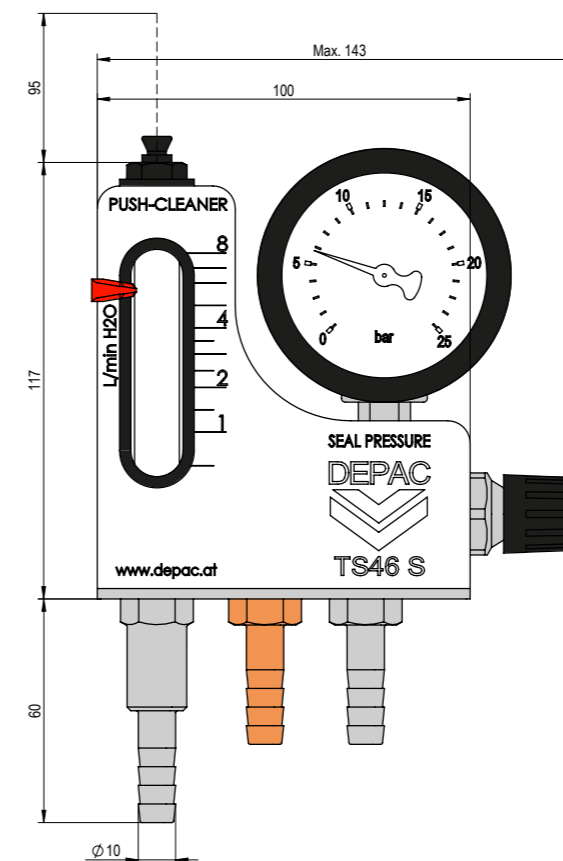 Max. 143
95
100
PUSH-CLEANER
8
4
2
1
L/min H2O
10
15
5
20
0
bar
25
117
SEAL PRESSURE
DEPAC
www.depac.at
TS46 S
60
Ø10